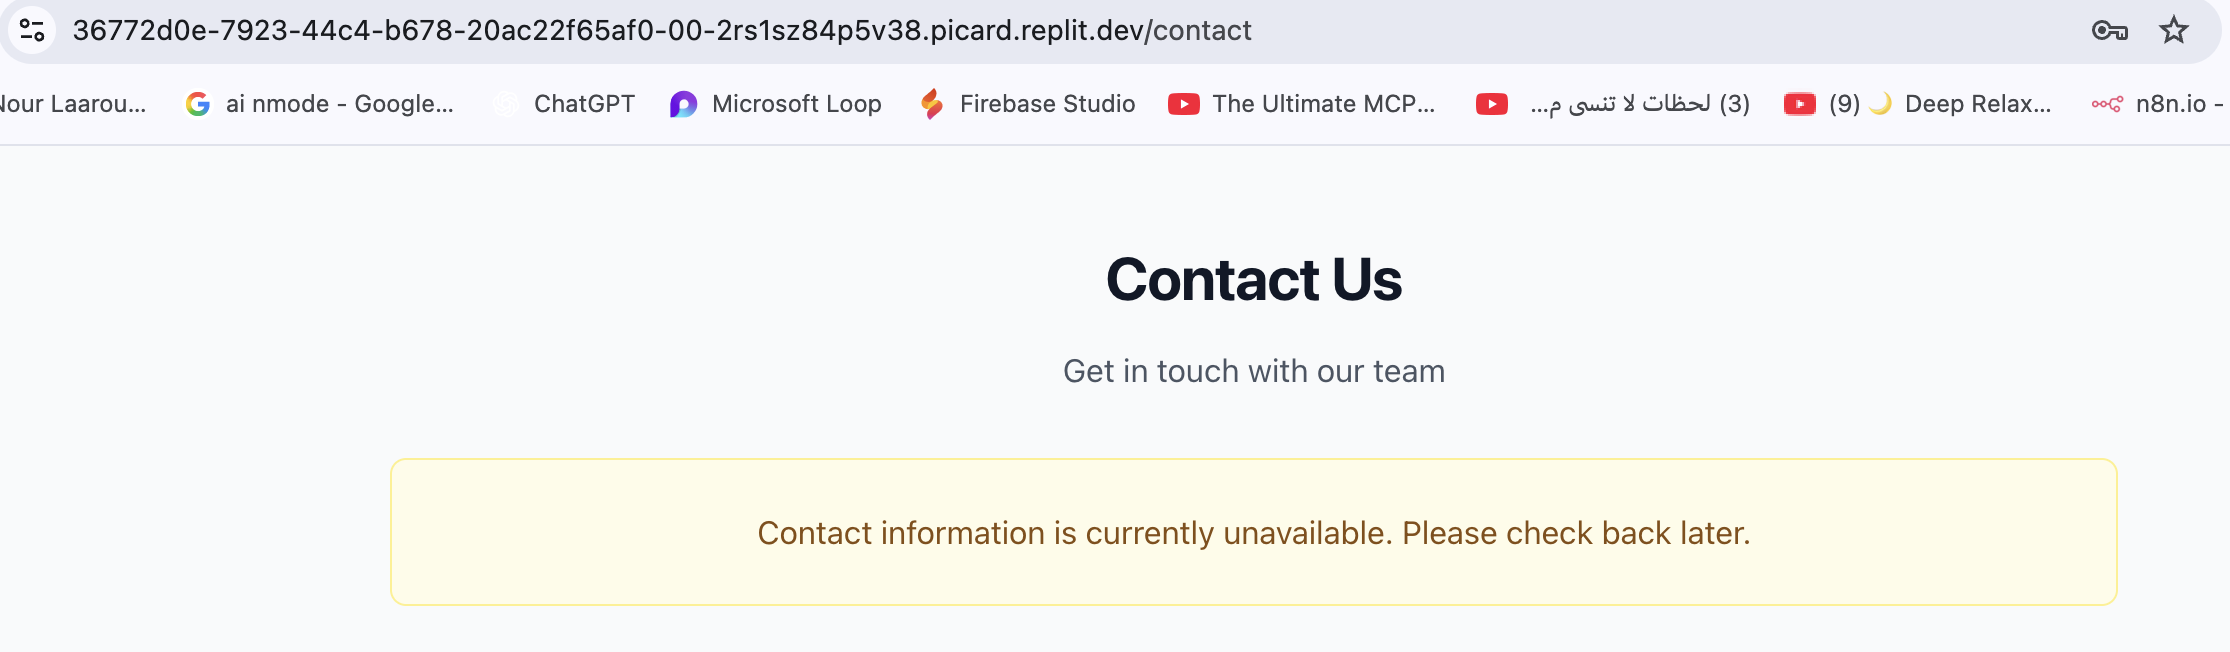 36772d0e-7923-44c4-b678-20ac22f65af0-00-2rs1sz84p5v38.picard.replit.dev/contact
Nour Laarou... ai nmode - Google... ChatGPT Microsoft Loop Firebase Studio The Ultimate MCP... (3) لحظات لا تنسى م... (9) 🌙 Deep Relax... n8n.io -
Contact Us
Get in touch with our team
Contact information is currently unavailable. Please check back later.